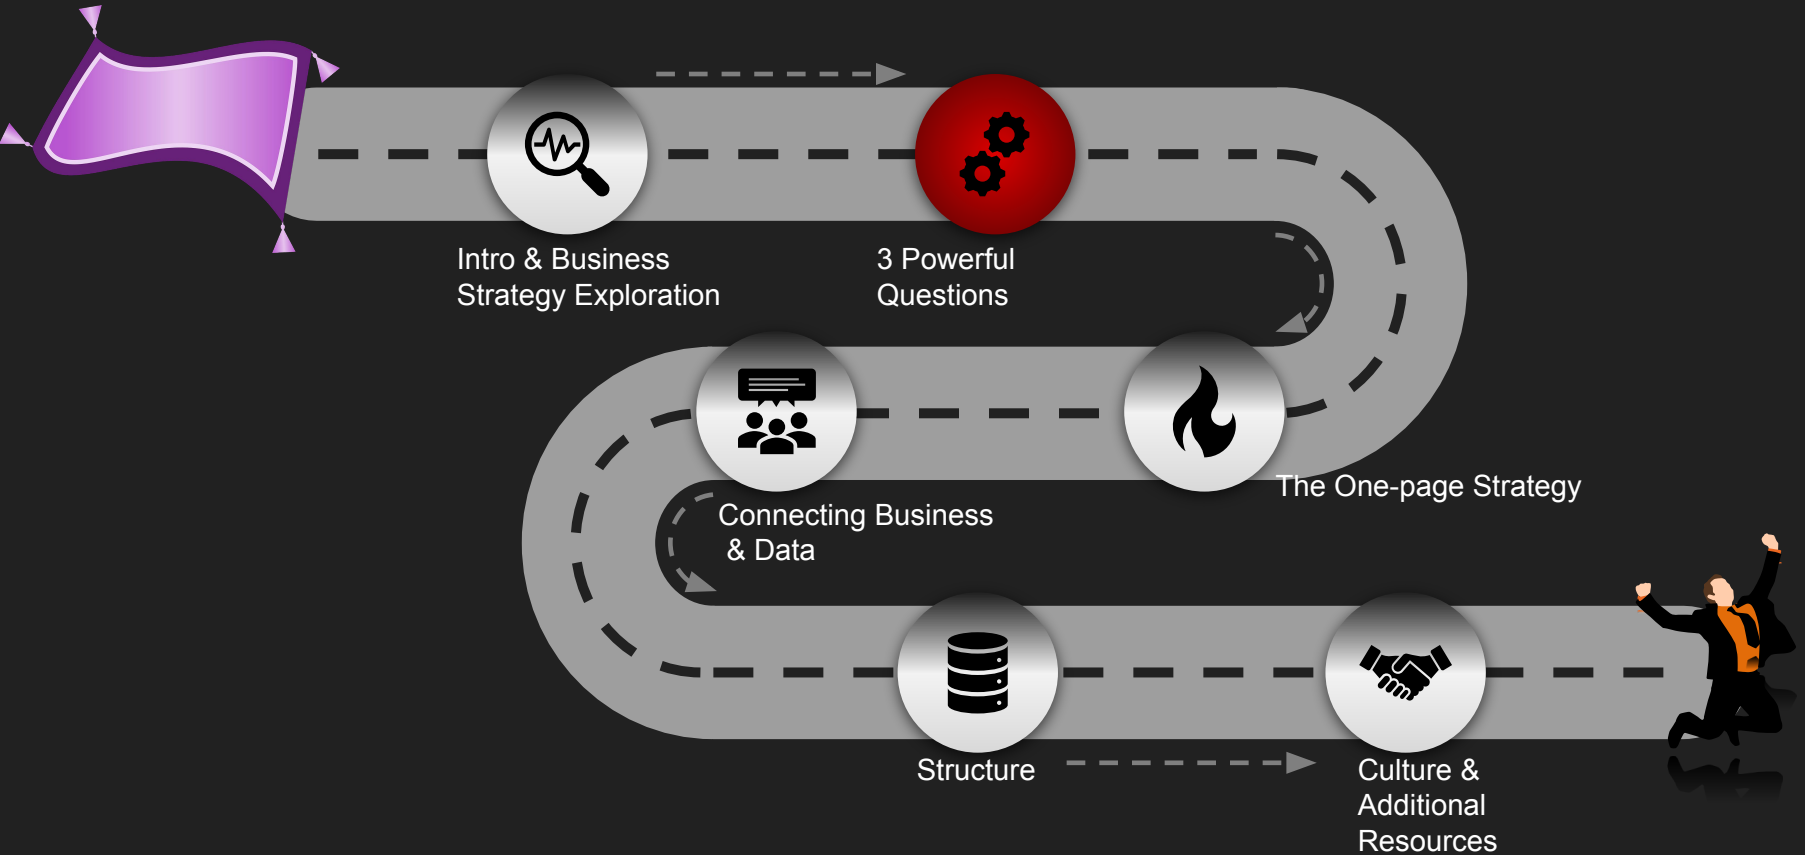 Intro & Business
Strategy Exploration
3 Powerful
Questions
The One-page Strategy
Connecting Business
& Data
Structure
Culture &
Additional
Resources